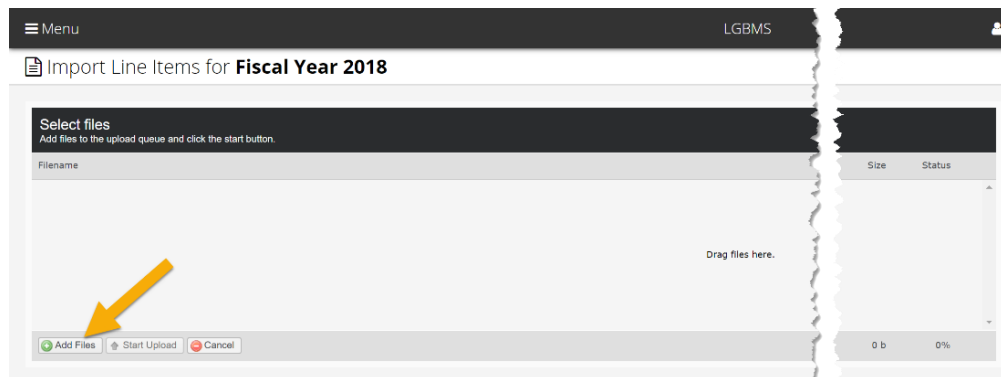 Menu LGBMS
Import Line Items for Fiscal Year 2018
Select files
Add files to the upload queue and click the start button.
Filename Size Status
Drag files here.
Add Files Start Upload Cancel 0 b 0%